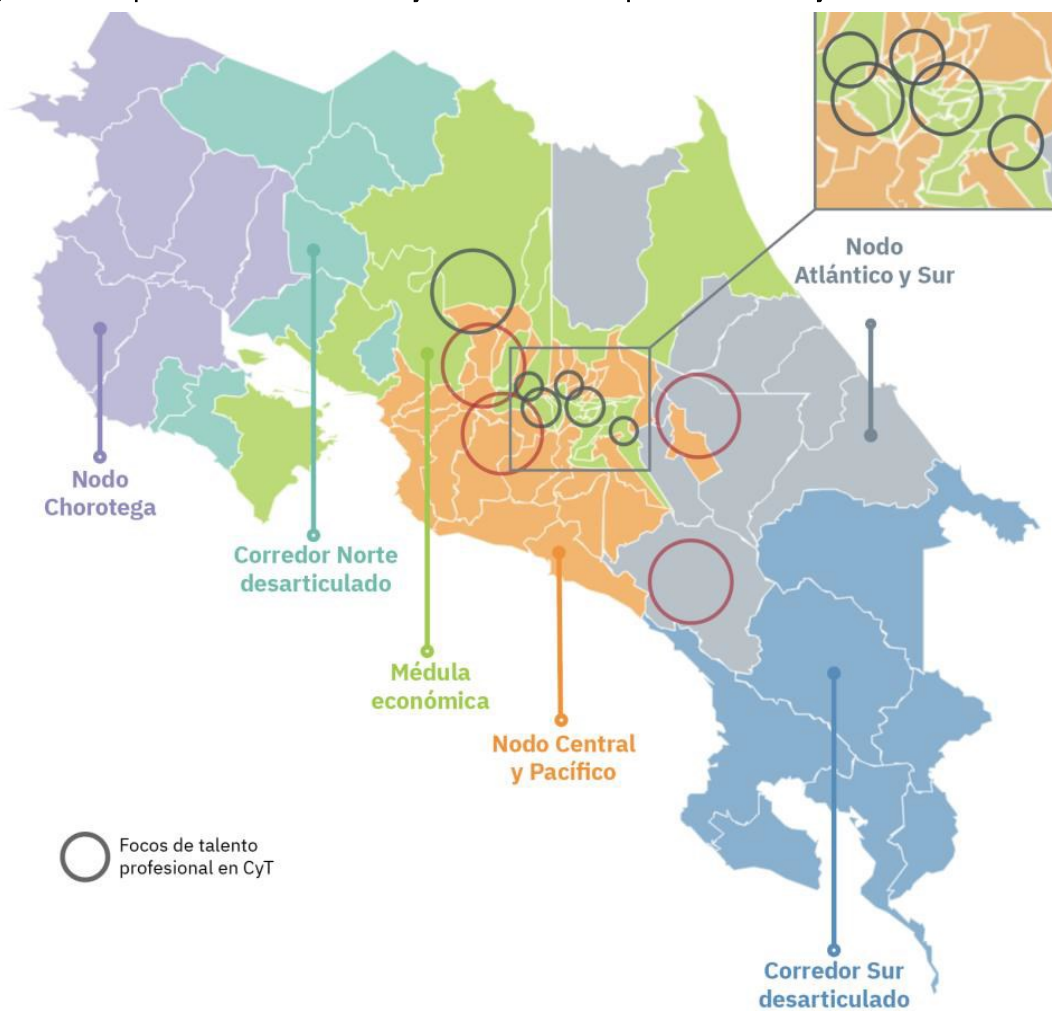 Nodo
Atlántico y Sur
Nodo
Chorotega
Corredor Norte
desarticulado
Médula
económica
Nodo Central
y Pacífico
Focos de talento
profesional en CyT
Corredor Sur
desarticulado